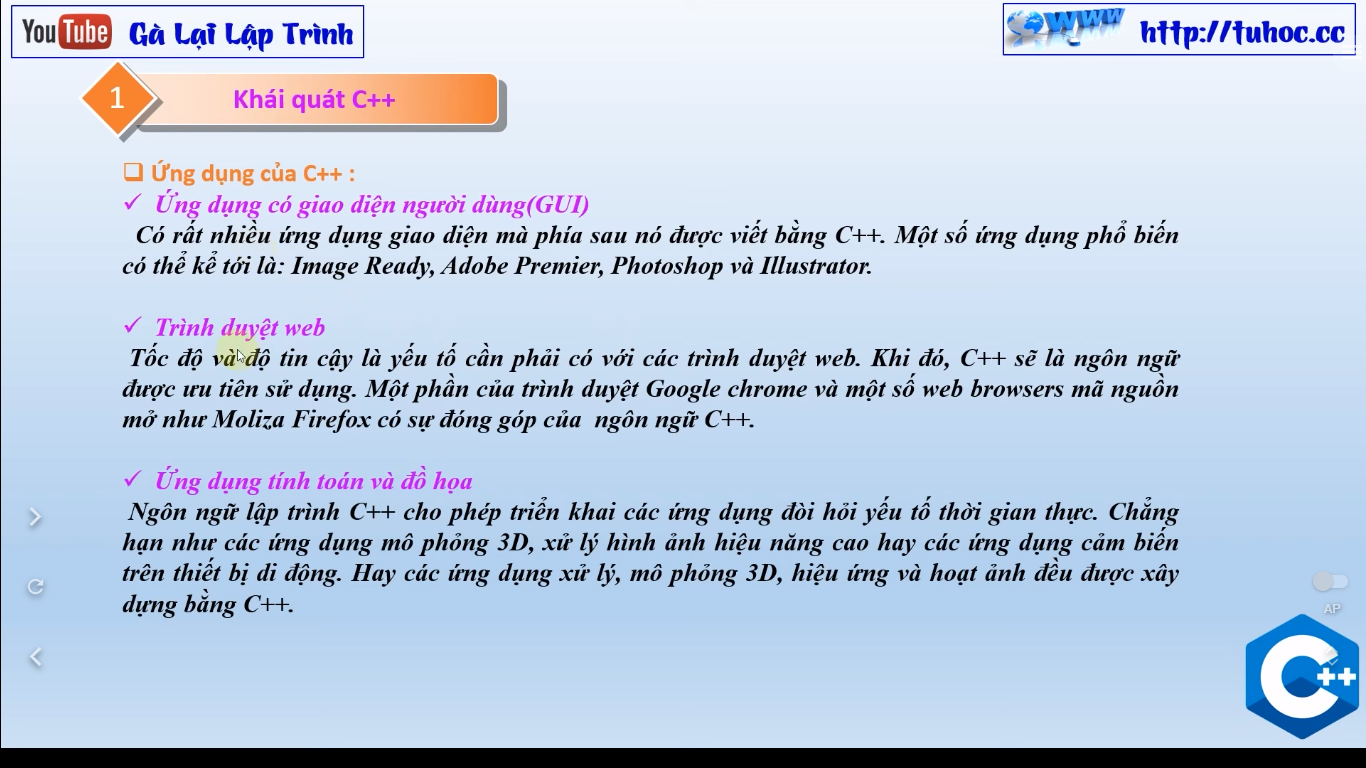 YouTube Gà Lại Lập Trình
WWW http://tuhoc.cc
1 Khái quát C++
Ứng dụng của C++ :
Ứng dụng có giao diện người dùng(GUI)
Có rất nhiều ứng dụng giao diện mà phía sau nó được viết bằng C++. Một số ứng dụng phổ biến
có thể kể tới là: Image Ready, Adobe Premier, Photoshop và Illustrator.
Trình duyệt web
Tốc độ và độ tin cậy là yếu tố cần phải có với các trình duyệt web. Khi đó, C++ sẽ là ngôn ngữ
được ưu tiên sử dụng. Một phần của trình duyệt Google chrome và một số web browsers mã nguồn
mở như Moliza Firefox có sự đóng góp của ngôn ngữ C++.
Ứng dụng tính toán và đồ họa
Ngôn ngữ lập trình C++ cho phép triển khai các ứng dụng đòi hỏi yếu tố thời gian thực. Chẳng
hạn như các ứng dụng mô phỏng 3D, xử lý hình ảnh hiệu năng cao hay các ứng dụng cảm biến
trên thiết bị di động. Hay các ứng dụng xử lý, mô phỏng 3D, hiệu ứng và hoạt ảnh đều được xây
dựng bằng C++.
AP
C++